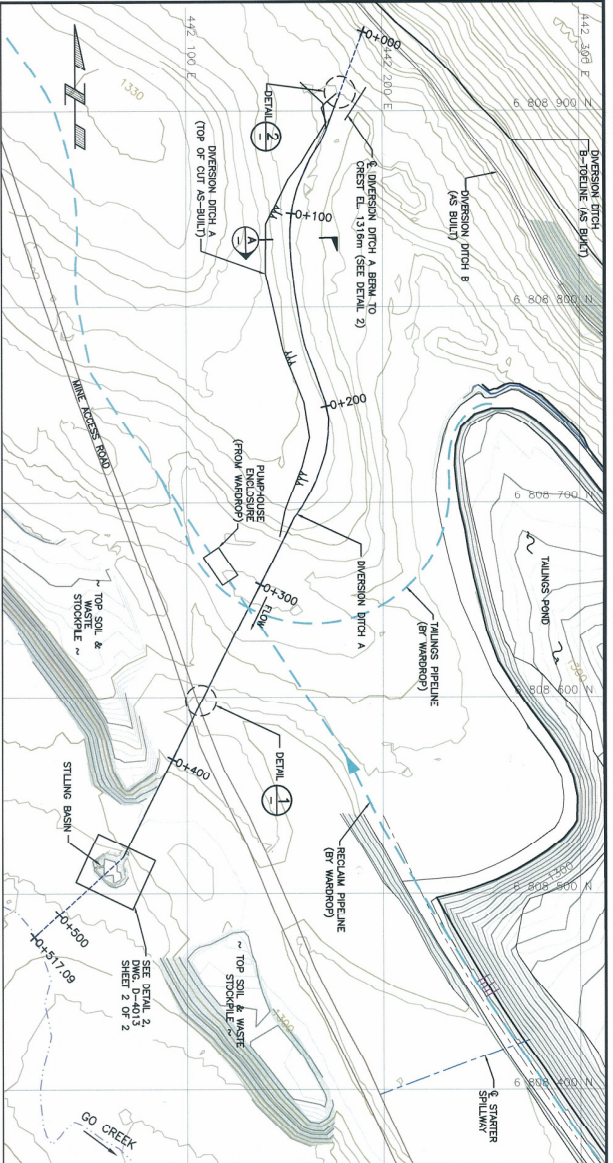 442 100 E
442 200 E
442 300 E
6 808 900 N
6 808 800 N
6 808 700 N
6 808 600 N
6 808 500 N
6 808 400 N
DIVERSION DITCH
B-TOELINE (AS BUILT)
DIVERSION DITCH B
(AS BUILT)
℄ DIVERSION DITCH A BERM TO
CREST EL. 1316m (SEE DETAIL 2)
0+000
DETAIL
2
-
1330
DIVERSION DITCH A
(TOP OF CUT AS-BUILT)
A
-
0+100
0+200
MINE ACCESS ROAD
PUMPHOUSE
ENCLOSURE
(FROM WARDROP)
DIVERSION DITCH A
0+300
FLOW
TAILINGS PIPELINE
(BY WARDROP)
TAILINGS POND
1300
~ TOP SOIL &
WASTE
STOCKPILE ~
DETAIL
1
-
0+400
RECLAIM PIPELINE
(BY WARDROP)
1300
STILLING BASIN
0+500
0+517.09
SEE DETAIL 2,
DWG. D-4013
SHEET 2 OF 2
~ TOP SOIL & WASTE
STOCKPILE ~
1300
℄ STARTER
SPILLWAY
GO CREEK